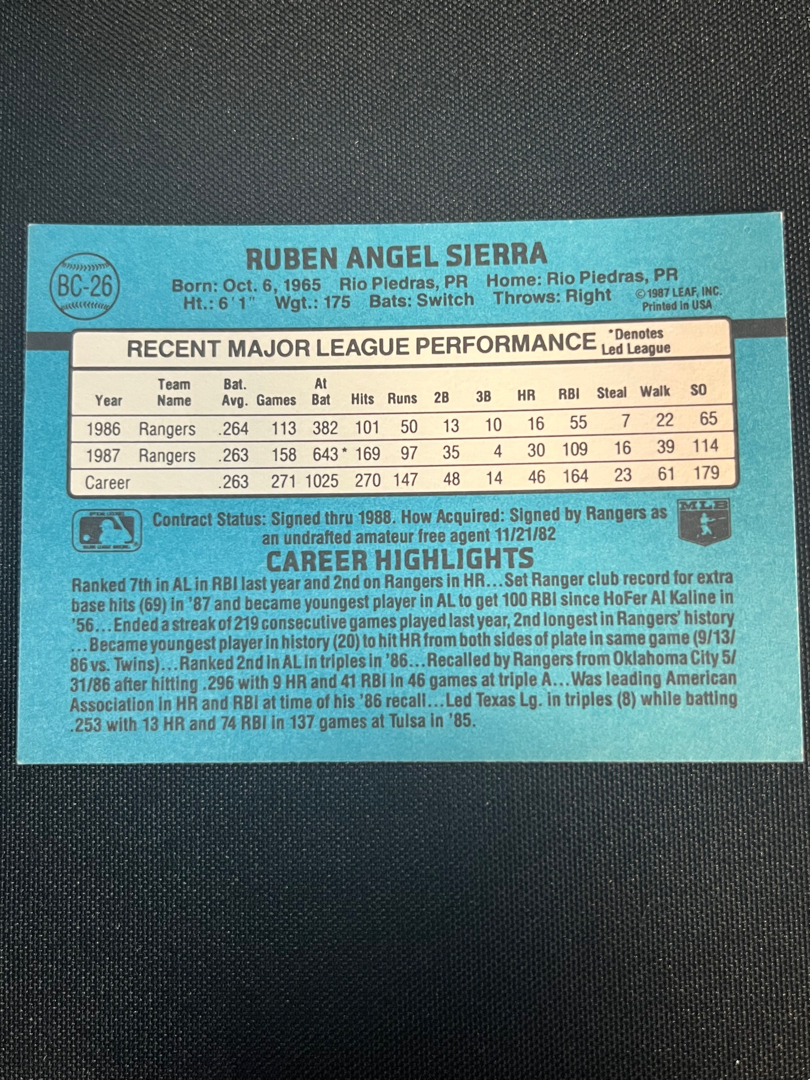 RUBEN ANGEL SIERRA
BC-26
Born: Oct. 6, 1965 Rio Piedras, PR Home: Rio Piedras, PR
Ht.: 6'1" Wgt.: 175 Bats: Switch Throws: Right
©1987 LEAF, INC.
Printed in USA
RECENT MAJOR LEAGUE PERFORMANCE
*Denotes
Led League
Year Team Name Bat. Avg. Games At Bat Hits Runs 2B 3B HR RBI Steal Walk SO
1986 Rangers .264 113 382 101 50 13 10 16 55 7 22 65
1987 Rangers .263 158 643* 169 97 35 4 30 109 16 39 114
Career .263 271 1025 270 147 48 14 46 164 23 61 179
Contract Status: Signed thru 1988. How Acquired: Signed by Rangers as
an undrafted amateur free agent 11/21/82
MLB
CAREER HIGHLIGHTS
Ranked 7th in AL in RBI last year and 2nd on Rangers in HR...Set Ranger club record for extra
base hits (69) in '87 and became youngest player in AL to get 100 RBI since HoFer Al Kaline in
'56...Ended a streak of 219 consecutive games played last year, 2nd longest in Rangers' history
...Became youngest player in history (20) to hit HR from both sides of plate in same game (9/13/
86 vs. Twins)...Ranked 2nd in AL in triples in '86...Recalled by Rangers from Oklahoma City 5/
31/86 after hitting .296 with 9 HR and 41 RBI in 46 games at triple A...Was leading American
Association in HR and RBI at time of his '86 recall...Led Texas Lg. in triples (8) while batting
.253 with 13 HR and 74 RBI in 137 games at Tulsa in '85.